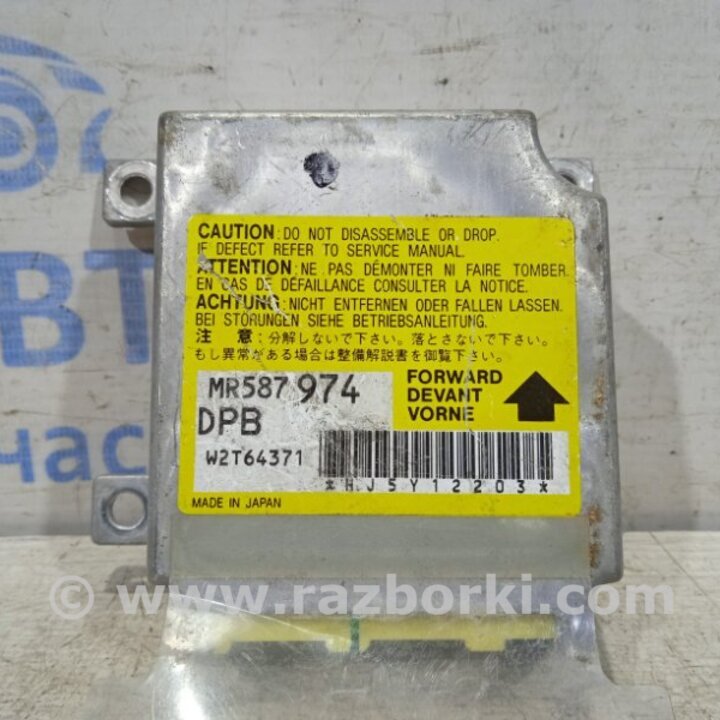 CAUTION: DO NOT DISASSEMBLE OR DROP.
IF DEFECT REFER TO SERVICE MANUAL.
ATTENTION: NE PAS DÉMONTER NI FAIRE TOMBER.
EN CAS DE DÉFAILLANCE CONSULTER LA NOTICE.
ACHTUNG: NICHT ENTFERNEN ODER FALLEN LASSEN.
BEI STÖRUNGEN SIEHE BETRIEBSANLEITUNG.
注 意:分解しないで下さい。落とさないで下さい。
もし異常がある場合は整備解説書を御覧下さい。
MR587974
DPB
W2T64371
FORWARD
DEVANT
VORNE
*HJ5Y12203*
MADE IN JAPAN
© www.razborki.com